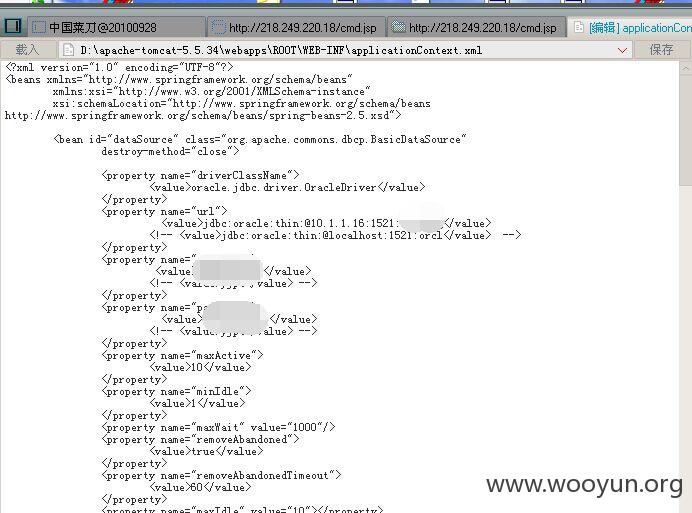 中国菜刀@20100928
http://218.249.220.18/cmd.jsp
http://218.249.220.18/cmd.jsp
[编辑] applicationCon
载入
D:\apache-tomcat-5.5.34\webapps\ROOT\WEB-INF\applicationContext.xml
保存
<?xml version="1.0" encoding="UTF-8"?>
<beans xmlns="http://www.springframework.org/schema/beans"
xmlns:xsi="http://www.w3.org/2001/XMLSchema-instance"
xsi:schemaLocation="http://www.springframework.org/schema/beans
http://www.springframework.org/schema/beans/spring-beans-2.5.xsd">
<bean id="dataSource" class="org.apache.commons.dbcp.BasicDataSource"
destroy-method="close">
<property name="driverClassName">
<value>oracle.jdbc.driver.OracleDriver</value>
</property>
<property name="url">
<value>jdbc:oracle:thin:@10.1.1.16:1521: </value>
<!-- <value>jdbc:oracle:thin:@localhost:1521:orcl</value> -->
</property>
<property name="
<value> </value>
<!-- </value> -->
</property>
<property name="
<value> </value>
<!-- </value> -->
</property>
<property name="maxActive">
<value>10</value>
</property>
<property name="minIdle">
<value>1</value>
</property>
<property name="maxWait" value="1000"/>
<property name="removeAbandoned">
<value>true</value>
</property>
<property name="removeAbandonedTimeout">
<value>60</value>
</property>
<property name="maxIdle" value="10"></property>
www.wooyun.org